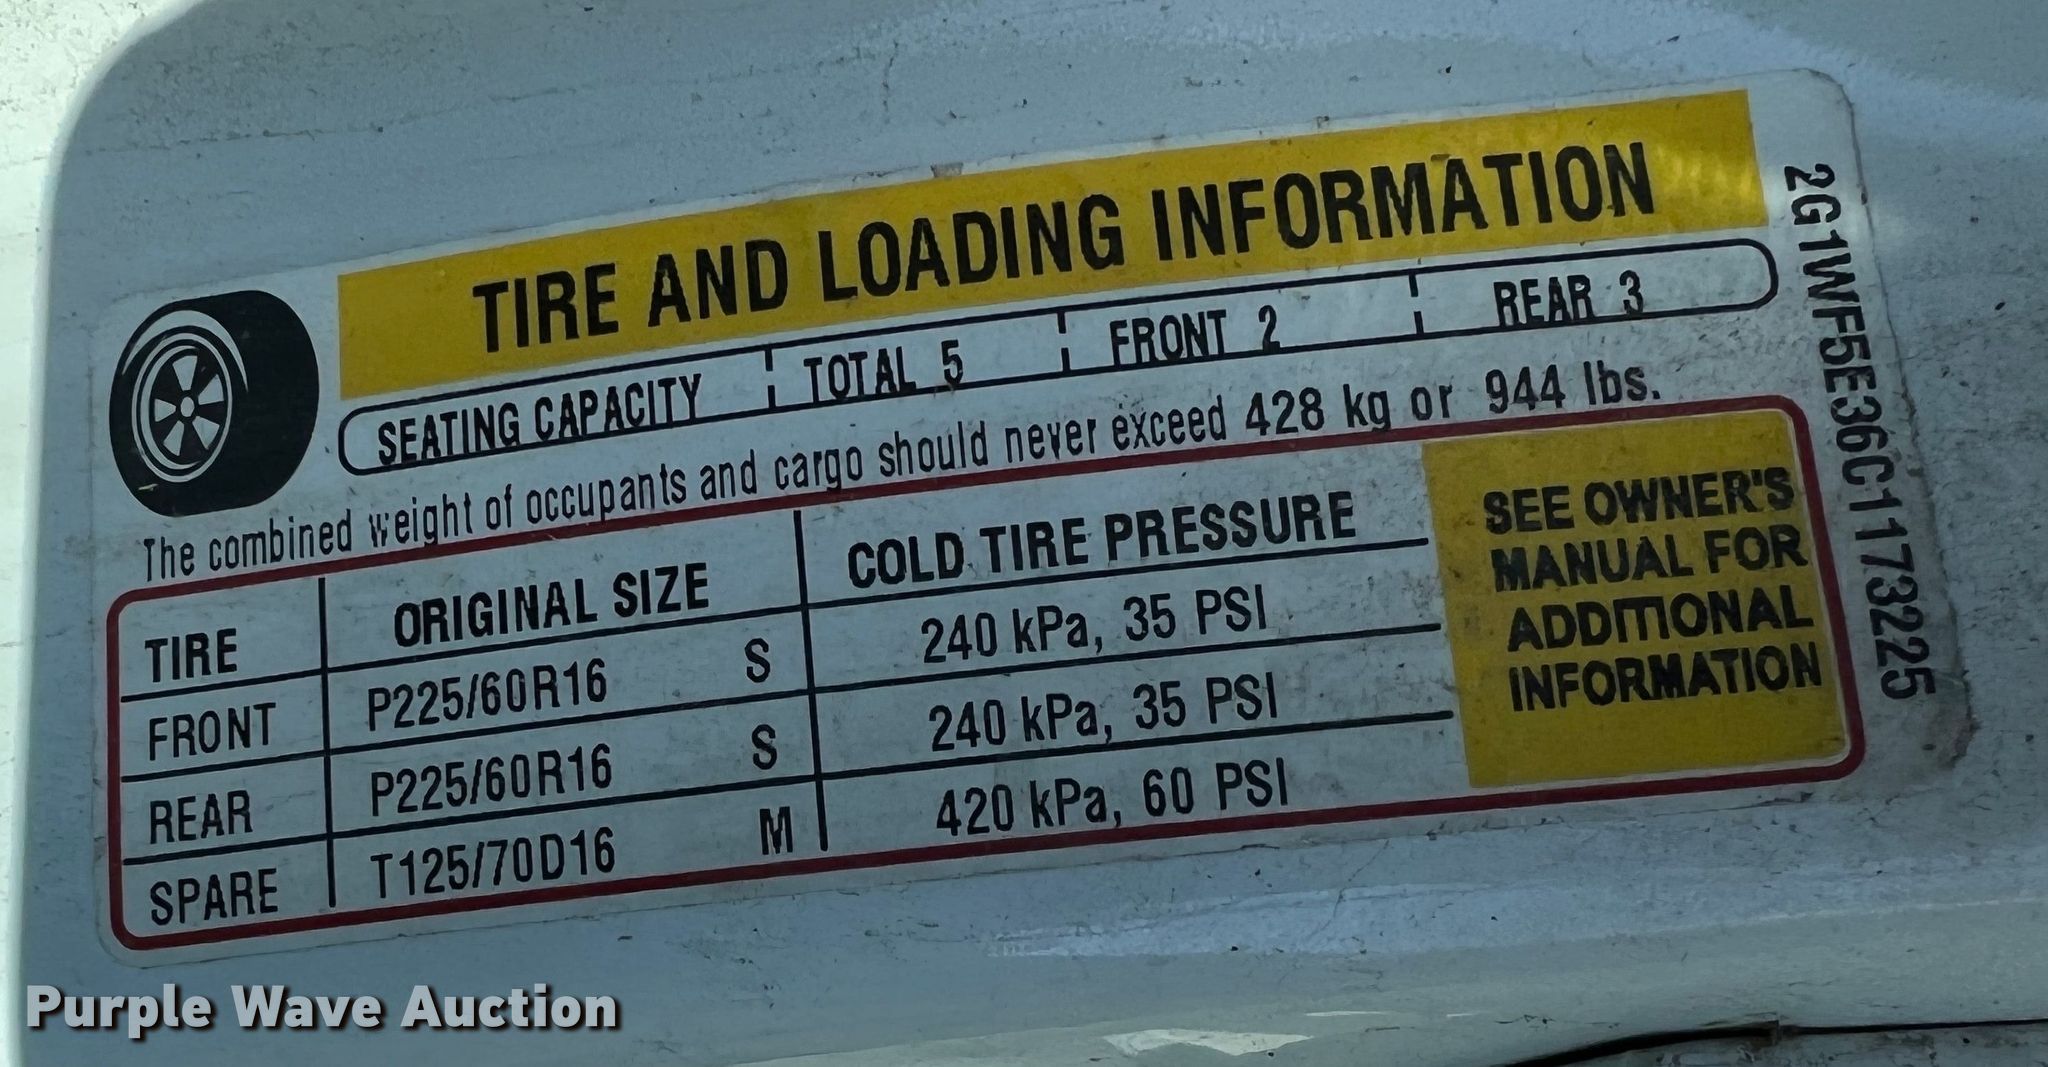 TIRE AND LOADING INFORMATION
SEATING CAPACITY TOTAL 5 FRONT 2 REAR 3
The combined weight of occupants and cargo should never exceed 428 kg or 944 lbs.
TIRE ORIGINAL SIZE COLD TIRE PRESSURE
FRONT P225/60R16 S 240 kPa, 35 PSI
REAR P225/60R16 S 240 kPa, 35 PSI
SPARE T125/70D16 M 420 kPa, 60 PSI
SEE OWNER'S
MANUAL FOR
ADDITIONAL
INFORMATION
2G1WF5E36C1173225
Purple Wave Auction